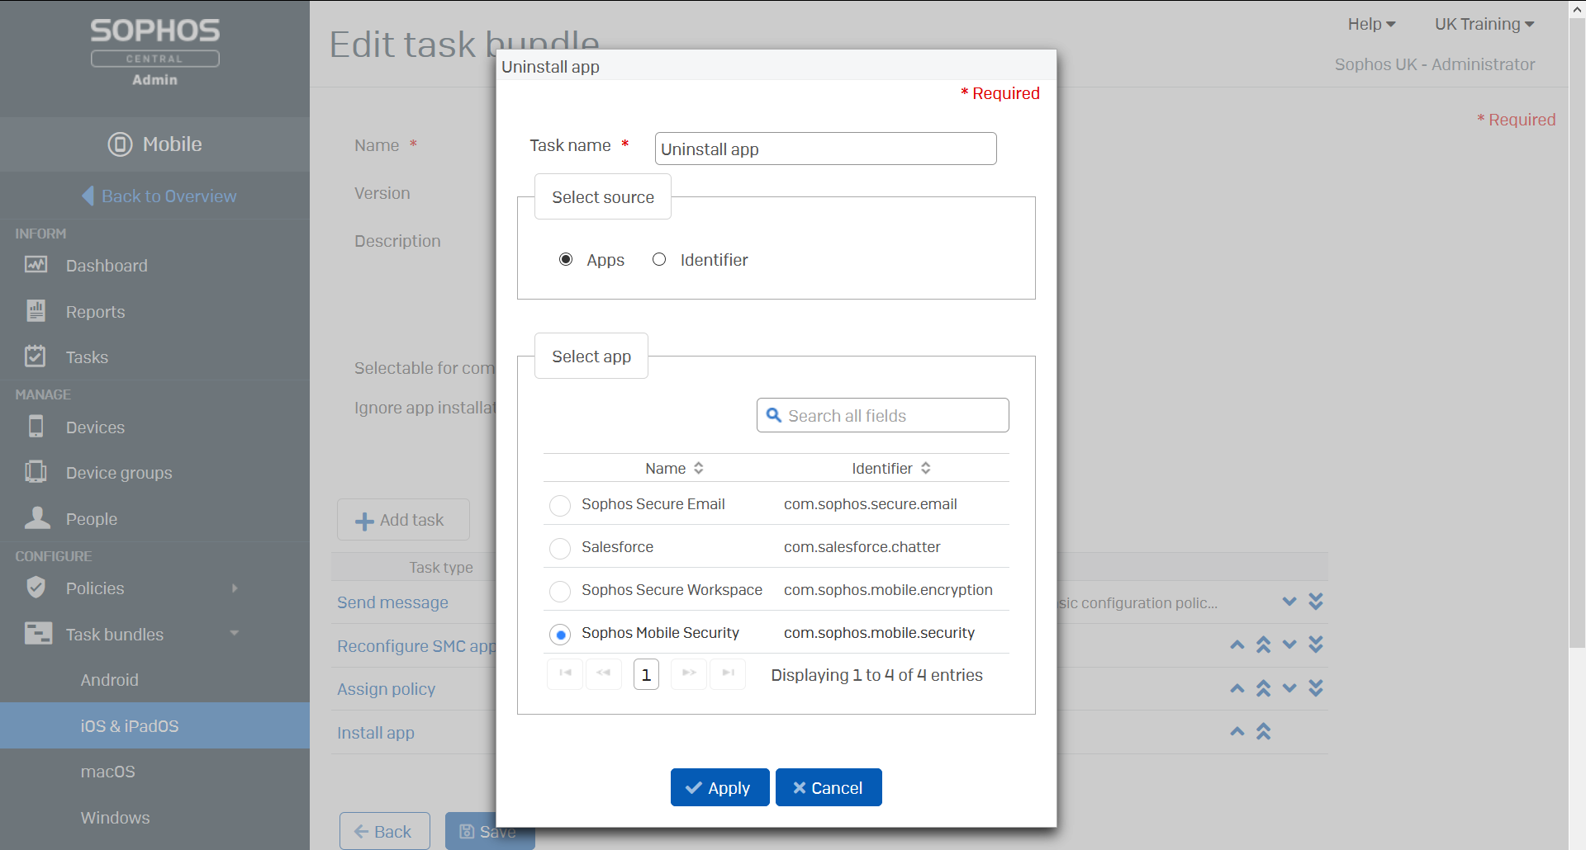 SOPHOS
CENTRAL
Admin
Mobile
Back to Overview
INFORM
Dashboard
Reports
Tasks
MANAGE
Devices
Device groups
People
CONFIGURE
Policies
Task bundles
Android
iOS & iPadOS
macOS
Windows
Edit task bundle
Help
UK Training
Sophos UK - Administrator
* Required
Name *
Version
Description
Selectable for com
Ignore app installat
Add task
Task type
Send message
sic configuration polic...
Reconfigure SMC app
Assign policy
Install app
Back
Save
Uninstall app
* Required
Task name * Uninstall app
Select source
Apps Identifier
Select app
Search all fields
Name Identifier
Sophos Secure Email com.sophos.secure.email
Salesforce com.salesforce.chatter
Sophos Secure Workspace com.sophos.mobile.encryption
Sophos Mobile Security com.sophos.mobile.security
1 Displaying 1 to 4 of 4 entries
Apply Cancel